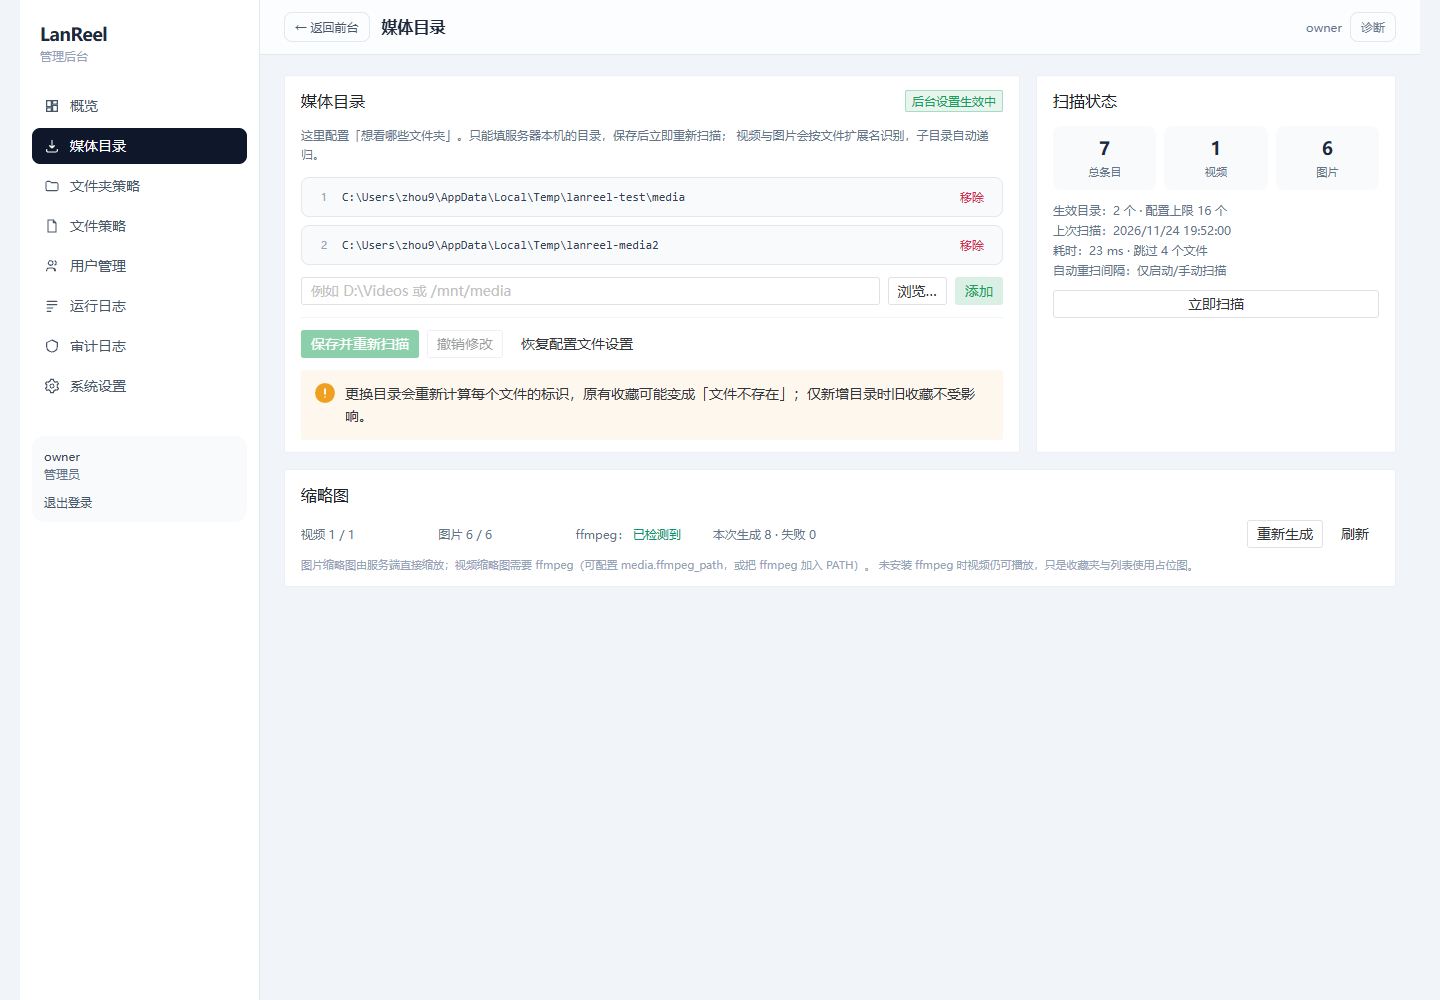 LanReel
管理后台
概览
媒体目录
文件夹策略
文件策略
用户管理
运行日志
审计日志
系统设置
owner
管理员
退出登录
← 返回前台
媒体目录
owner
诊断
媒体目录
后台设置生效中
这里配置「想看哪些文件夹」。只能填服务器本机的目录，保存后立即重新扫描； 视频与图片会按文件扩展名识别，子目录自动递
归。
1 C:\Users\zhou9\AppData\Local\Temp\lanreel-test\media 移除
2 C:\Users\zhou9\AppData\Local\Temp\lanreel-media2 移除
例如 D:\Videos 或 /mnt/media
浏览...
添加
保存并重新扫描
撤销修改
恢复配置文件设置
更换目录会重新计算每个文件的标识，原有收藏可能变成「文件不存在」；仅新增目录时旧收藏不受影
响。
扫描状态
7
总条目
1
视频
6
图片
生效目录：2 个 · 配置上限 16 个
上次扫描：2026/11/24 19:52:00
耗时：23 ms · 跳过 4 个文件
自动重扫间隔：仅启动/手动扫描
立即扫描
缩略图
视频 1 / 1
图片 6 / 6
ffmpeg： 已检测到
本次生成 8 · 失败 0
重新生成
刷新
图片缩略图由服务端直接缩放；视频缩略图需要 ffmpeg（可配置 media.ffmpeg_path，或把 ffmpeg 加入 PATH）。 未安装 ffmpeg 时视频仍可播放，只是收藏夹与列表使用占位图。